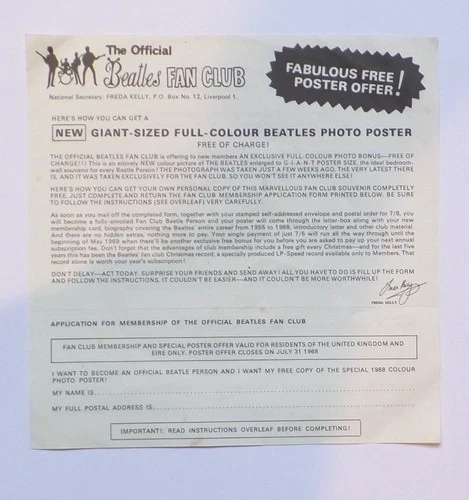 The Official
Beatles FAN CLUB
National Secretary: FREDA KELLY, P.O. Box No. 12, Liverpool 1.
FABULOUS FREE
POSTER OFFER!
HERE'S HOW YOU CAN GET A
NEW GIANT-SIZED FULL-COLOUR BEATLES PHOTO POSTER
FREE OF CHARGE!
THE OFFICIAL BEATLES FAN CLUB is offering to new members AN EXCLUSIVE FULL-COLOUR PHOTO BONUS—FREE OF
CHARGE!!! This is an entirely NEW colour picture of THE BEATLES enlarged to G-I-A-N-T POSTER SIZE, the ideal bedroom-
wall souvenir for every Beatle Person! THE PHOTOGRAPH WAS TAKEN JUST A FEW WEEKS AGO, THE VERY LATEST THERE
IS, AND IT WAS TAKEN EXCLUSIVELY FOR THE FAN CLUB, SO YOU WON'T SEE IT ANYWHERE ELSE!
HERE'S HOW YOU CAN GET YOUR OWN PERSONAL COPY OF THIS MARVELLOUS FAN CLUB SOUVENIR COMPLETELY
FREE. JUST COMPLETE AND RETURN THE FAN CLUB MEMBERSHIP APPLICATION FORM PRINTED BELOW. BE SURE
TO FOLLOW THE INSTRUCTIONS (SEE OVERLEAF) VERY CAREFULLY.
As soon as you mail off the completed form, together with your stamped self-addressed envelope and postal order for 7/6, you
will become a fully-enrolled Fan Club Beatle Person and your poster will come through the letter-box along with your new
membership card, biography covering the Beatles' entire career from 1955 to 1968, introductory letter and other club material.
And there are no hidden extras, nothing more to pay. Your single payment of just 7/6 will run all the way through until the
beginning of May 1969 when there'll be another exclusive free bonus for you before you are asked to pay up your next annual
subscription fee. Don't forget that the advantages of club membership include a free gift every Christmas—and for the last five
years this has been the Beatles' fan club Christmas record, a specially produced LP-Speed record available only to Members. That
record alone is worth your year's subscription!
DON'T DELAY—ACT TODAY. SURPRISE YOUR FRIENDS AND SEND AWAY! ALL YOU HAVE TO DO IS FILL UP THE FORM
AND FOLLOW THE INSTRUCTIONS, IT COULDN'T BE EASIER—AND IT COULDN'T BE MORE WORTHWHILE!
Freda Kelly
FREDA KELLY
APPLICATION FOR MEMBERSHIP OF THE OFFICIAL BEATLES FAN CLUB
FAN CLUB MEMBERSHIP AND SPECIAL POSTER OFFER VALID FOR RESIDENTS OF THE UNITED KINGDOM AND
EIRE ONLY. POSTER OFFER CLOSES ON JULY 31 1968
I WANT TO BECOME AN OFFICIAL BEATLE PERSON AND I WANT MY FREE COPY OF THE SPECIAL 1968 COLOUR
PHOTO POSTER!
MY NAME IS
MY FULL POSTAL ADDRESS IS
IMPORTANT!: READ INSTRUCTIONS OVERLEAF BEFORE COMPLETING!